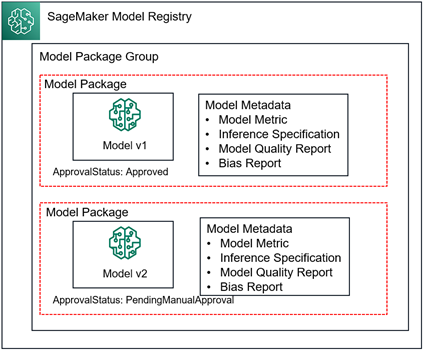 SageMaker Model Registry
Model Package Group
Model Package
Model v1
Model Metadata
• Model Metric
• Inference Specification
• Model Quality Report
• Bias Report
ApprovalStatus: Approved
Model Package
Model v2
Model Metadata
• Model Metric
• Inference Specification
• Model Quality Report
• Bias Report
ApprovalStatus: PendingManualApproval